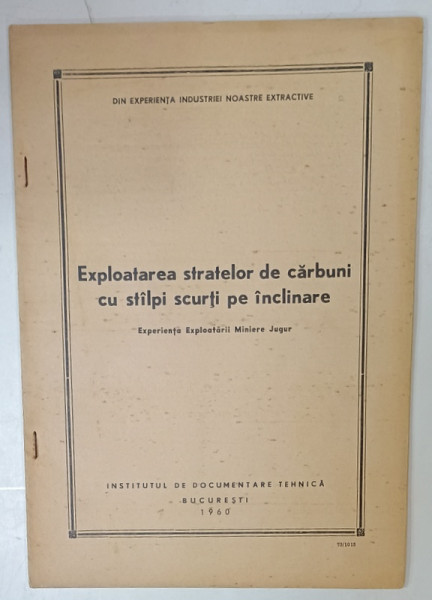 DIN EXPERIENȚA INDUSTRIEI NOASTRE EXTRACTIVE
Exploatarea stratelor de cărbuni
cu stîlpi scurți pe înclinare
Experiența Exploatării Miniere Jugur
INSTITUTUL DE DOCUMENTARE TEHNICĂ
BUCUREȘTI
1960